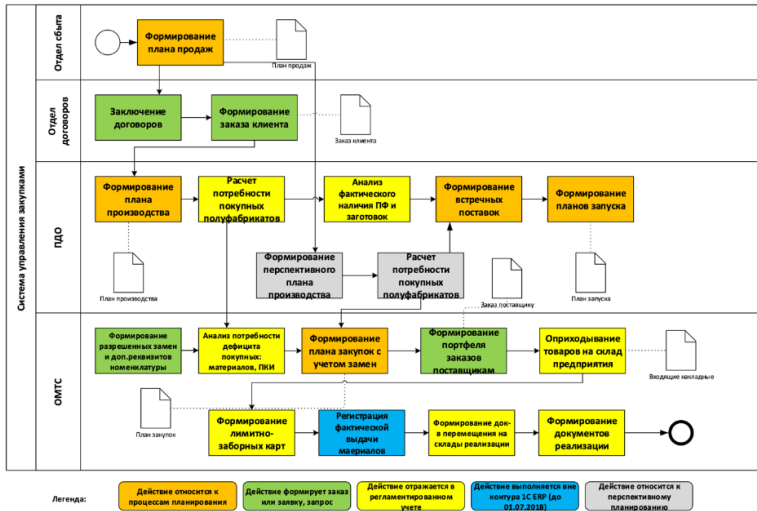 Система управления закупками
Отдел сбыта
Формирование
плана продаж
План продаж
Отдел
договоров
Заключение
договоров
Формирование
заказа клиента
Заказ клиента
ПДО
Формирование
плана
производства
Расчет
потребности
покупных
полуфабрикатов
Анализ
фактического
наличия ПФ и
заготовок
Формирование
встречных
поставок
Формирование
планов запуска
План производства
Формирование
перспективного
плана
производства
Расчет
потребности
покупных
полуфабрикатов
Заказ поставщику
План запуска
ОМТС
Формирование
разрешенных замен
и доп.реквизитов
номенклатуры
Анализ потребности
дефицита
покупных:
материалов, ПКИ
Формирование
плана закупок с
учетом замен
Формирование
портфеля
заказов
поставщикам
Оприходование
товаров на склад
предприятия
Входящие накладные
План закупок
Формирование
лимитно-
заборных карт
Регистрация
фактической
выдачи
маериалов
Формирование док-
в перемещения на
склады реализации
Формирование
документов
реализации
Легенда:
Действие относится к
процессам планирования
Действие формирует заказ
или заявку, запрос
Действие отражается в
регламентированном
учете
Действие выполняется вне
контура 1С ERP (до
01.07.2018)
Действие относится к
перспективному
планированию